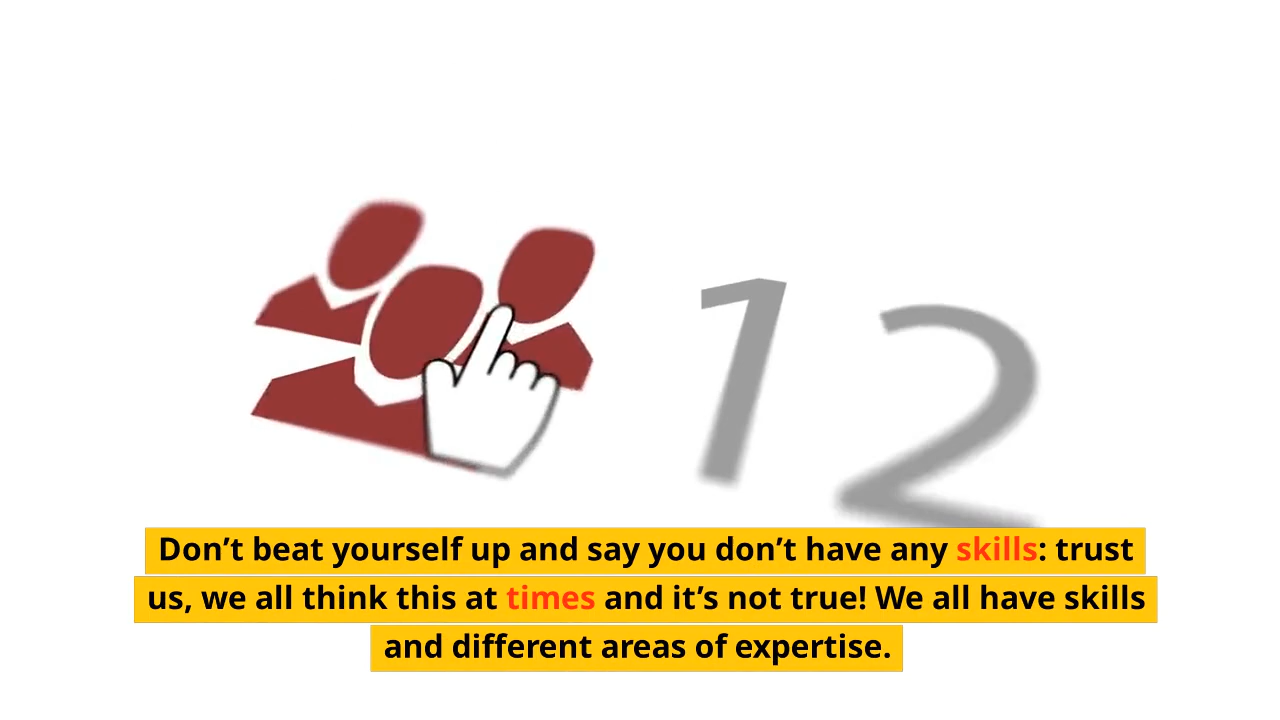 12
Don’t beat yourself up and say you don’t have any skills: trust
us, we all think this at times and it’s not true! We all have skills
and different areas of expertise.